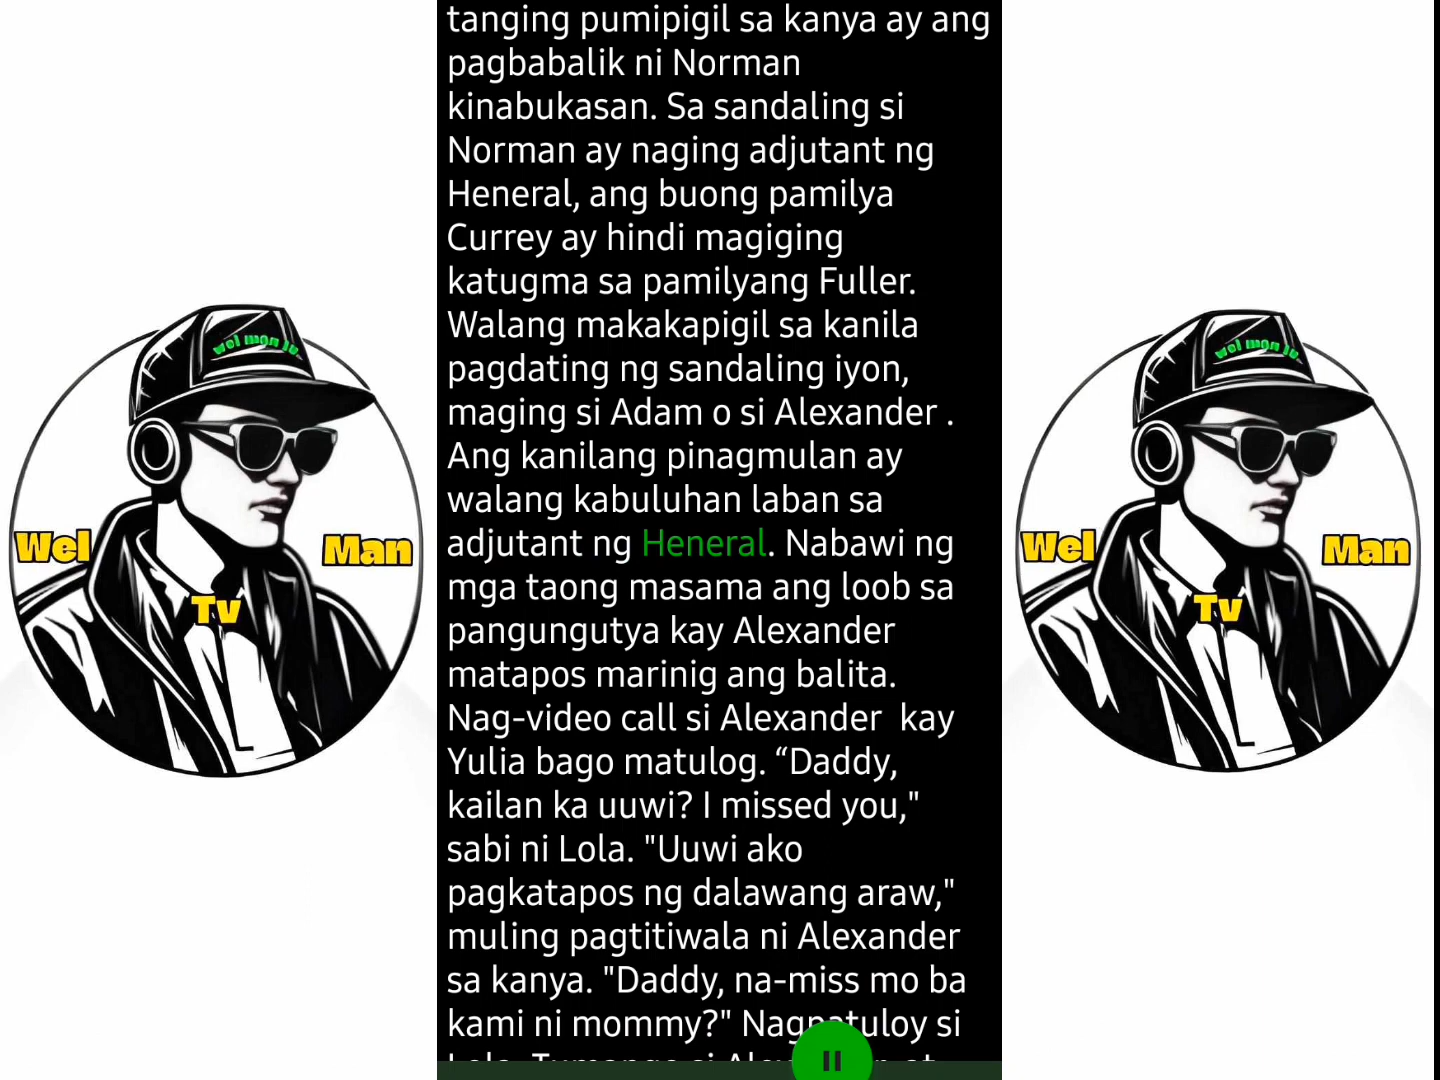 tanging pumipigil sa kanya ay ang
pagbabalik ni Norman
kinabukasan. Sa sandaling si
Norman ay naging adjutant ng
Heneral, ang buong pamilya
Currey ay hindi magiging
katugma sa pamilyang Fuller.
Walang makakapigil sa kanila
pagdating ng sandaling iyon,
maging si Adam o si Alexander .
Ang kanilang pinagmulan ay
walang kabuluhan laban sa
adjutant ng Heneral. Nabawi ng
mga taong masama ang loob sa
pangungutya kay Alexander
matapos marinig ang balita.
Nag-video call si Alexander  kay
Yulia bago matulog. “Daddy,
kailan ka uuwi? I missed you,"
sabi ni Lola. "Uuwi ako
pagkatapos ng dalawang araw,"
muling pagtitiwala ni Alexander
sa kanya. "Daddy, na-miss mo ba
kami ni mommy?" Nagpatuloy si
wel man tv
Wel Man
Tv
wel man tv
Wel Man
Tv